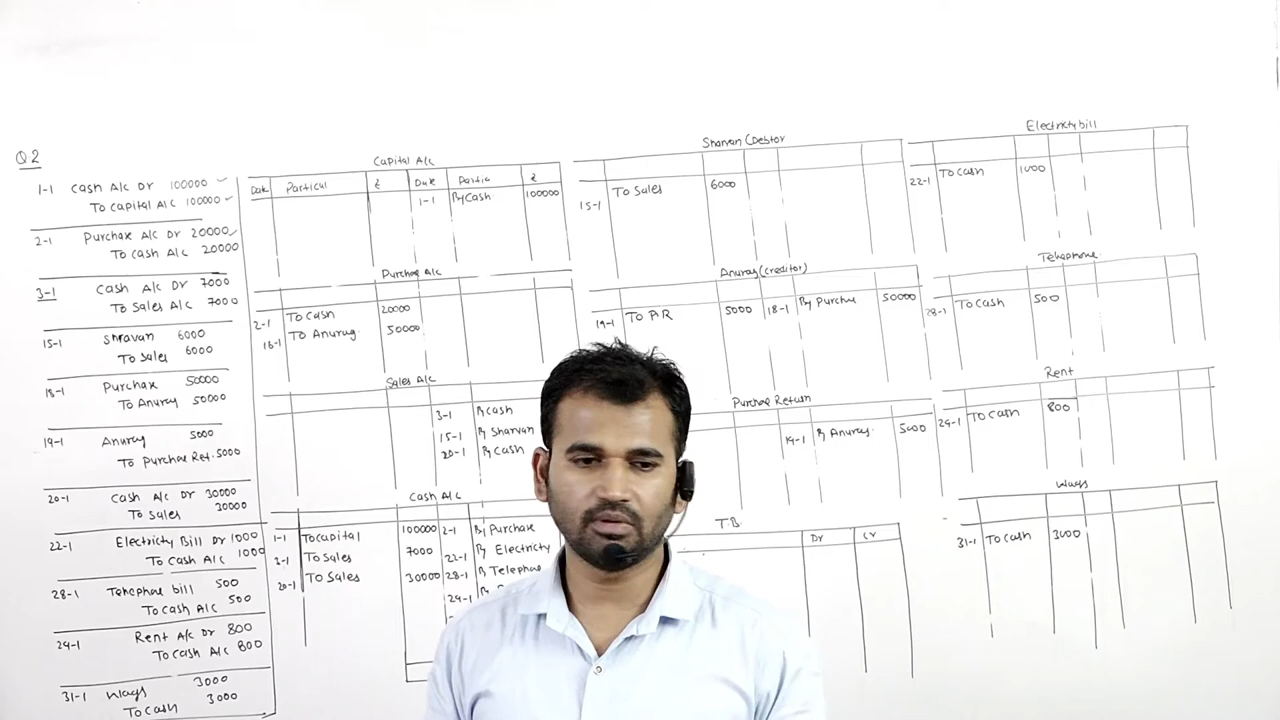 Q2
1-1 Cash A/c Dr 100000
To Capital A/c 100000
2-1 Purchase A/c Dr 20000
To Cash A/c 20000
3-1 Cash A/c Dr 7000
To Sales A/c 7000
15-1 Shravan 6000
To Sales 6000
18-1 Purchase 50000
To Anurag 50000
19-1 Anurag 5000
To Purchase Ret. 5000
20-1 Cash A/c Dr 30000
To Sales 30000
22-1 Electricity Bill Dr 1000
To Cash A/c 1000
28-1 Telephone bill 500
To Cash A/c 500
29-1 Rent A/c Dr 800
To Cash A/c 800
31-1 Wags 3000
To Cash 3000
Capital A/c
Date Particul ₹ Date Partic ₹
1-1 By Cash 100000
Purchase A/c
2-1 To Cash 20000
18-1 To Anurag 50000
Sales A/c
3-1 By Cash
15-1 By Sharvan
20-1 By Cash
Cash A/c
1-1 To Capital 100000 2-1 By Purchase
3-1 To Sales 7000 22-1 By Electricty
20-1 To Sales 30000 28-1 By Telephone
29-1 By
Sharvan (Debtor
15-1 To Sales 6000
Anurag (creditor)
19-1 To P.R 5000 18-1 By Purchase 50000
Purchase Return
19-1 By Anurag. 5000
T.B
Dr Cr
Electricty bill
22-1 To Cash 1000
Telephone
28-1 To Cash 500
Rent
29-1 To Cash 800
Wags
31-1 To Cash 3000